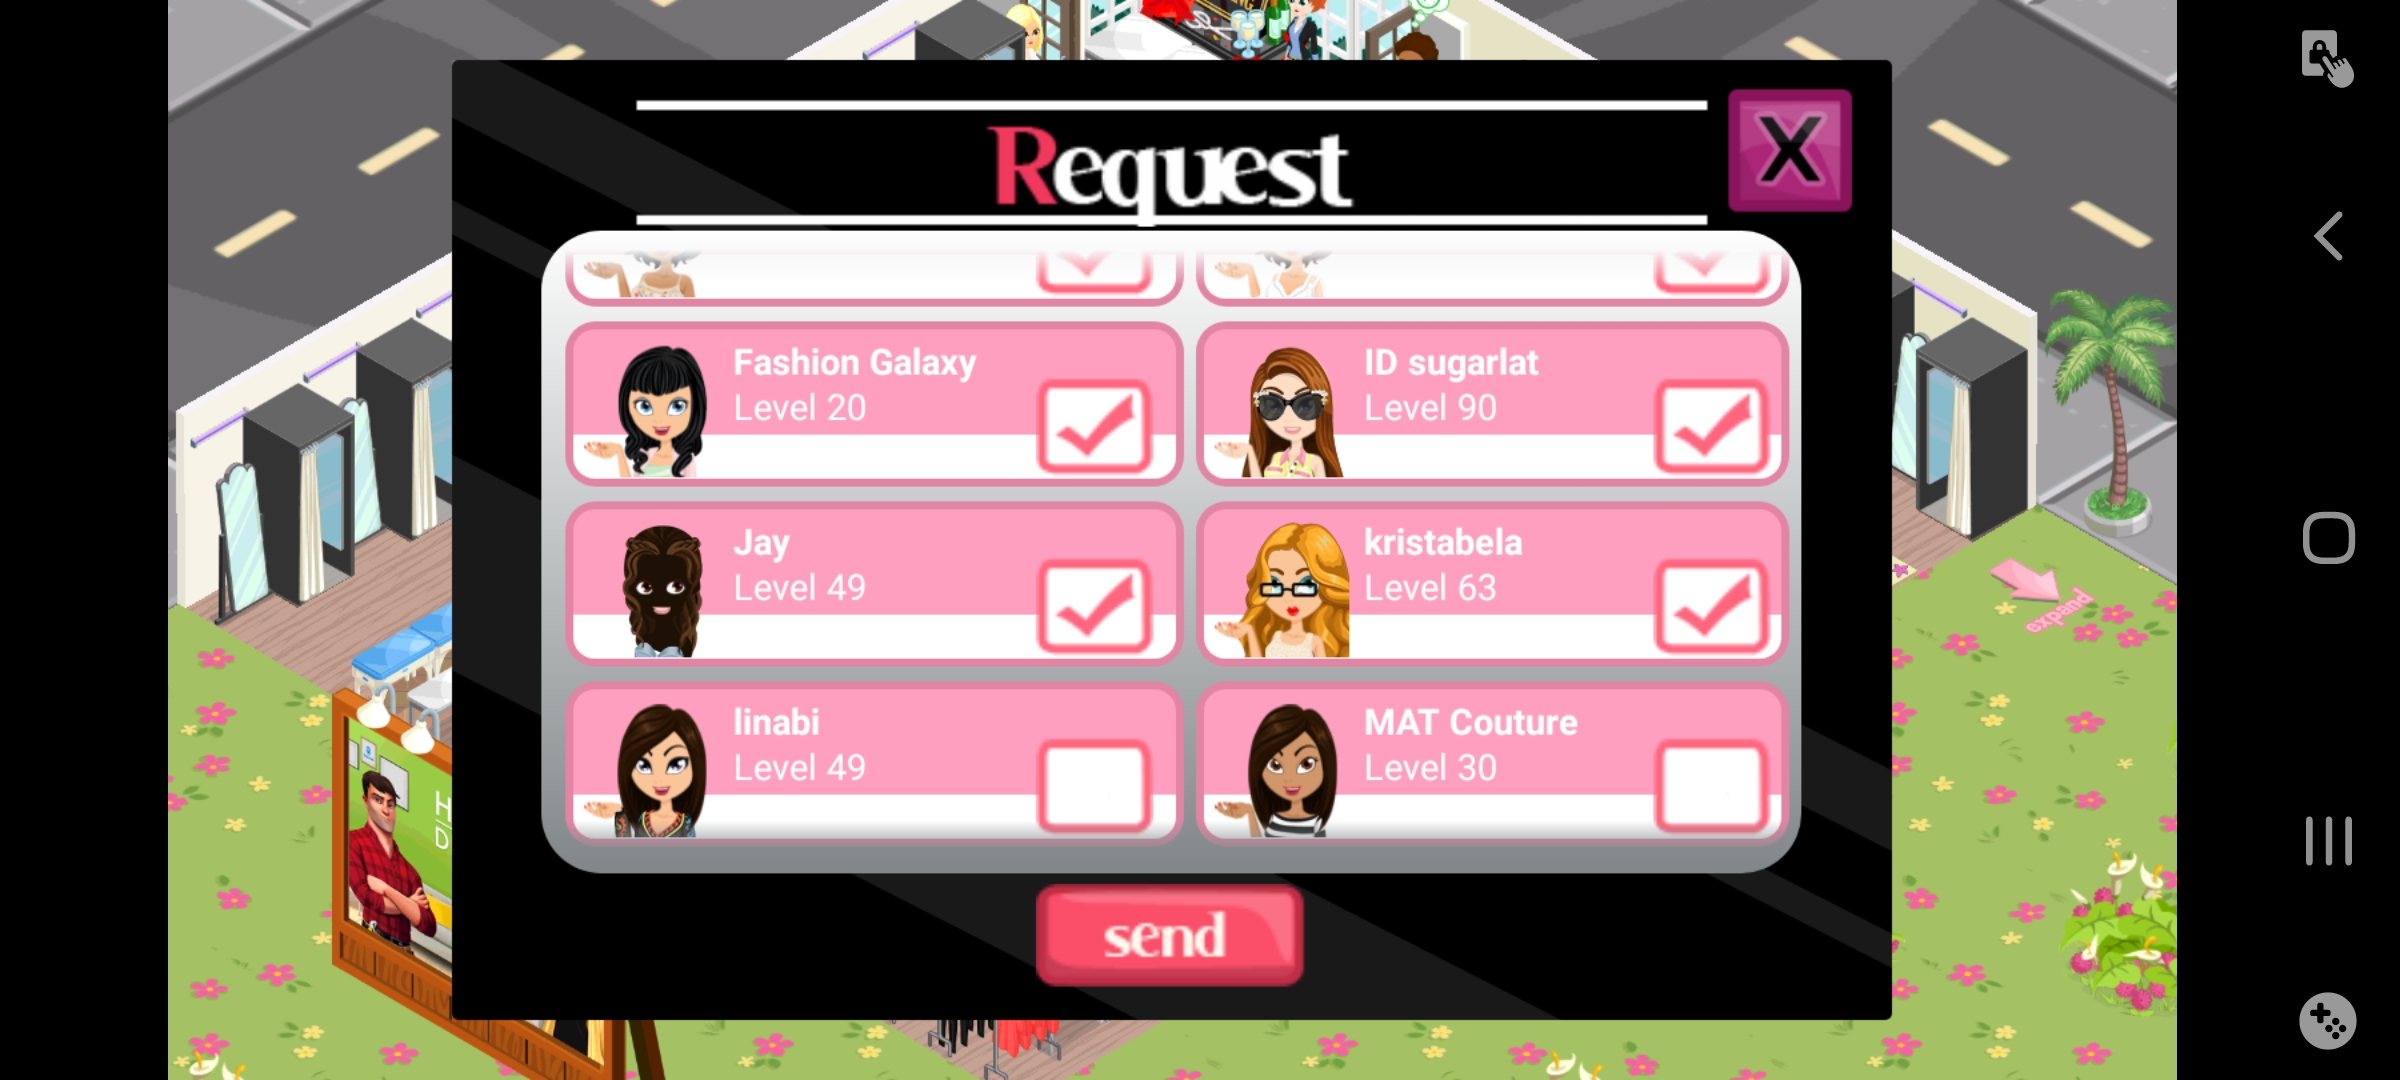 Request
X
Fashion Galaxy
Level 20
ID sugarlat
Level 90
Jay
Level 49
kristabela
Level 63
linabi
Level 49
MAT Couture
Level 30
send
expand
H
D